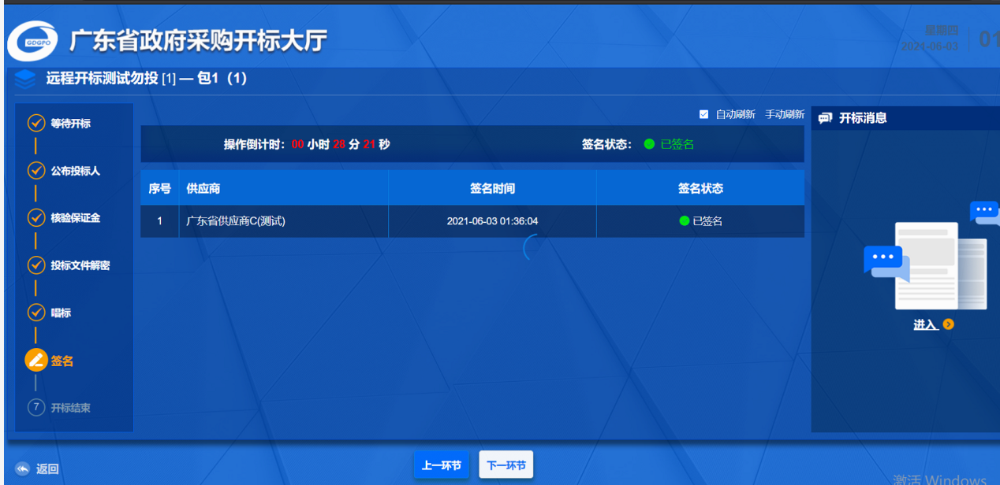 GDGPO
广东省政府采购开标大厅
星期四
2021-06-03
01
远程开标测试勿投 [1] — 包1（1）
等待开标
公布投标人
核验保证金
投标文件解密
唱标
签名
7 开标结束
自动刷新 手动刷新
操作倒计时：00 小时 28 分 21 秒 签名状态： 已签名
序号 供应商 签名时间 签名状态
1 广东省供应商C(测试) 2021-06-03 01:36:04 已签名
开标消息
进入
返回
上一环节 下一环节
激活 Windows